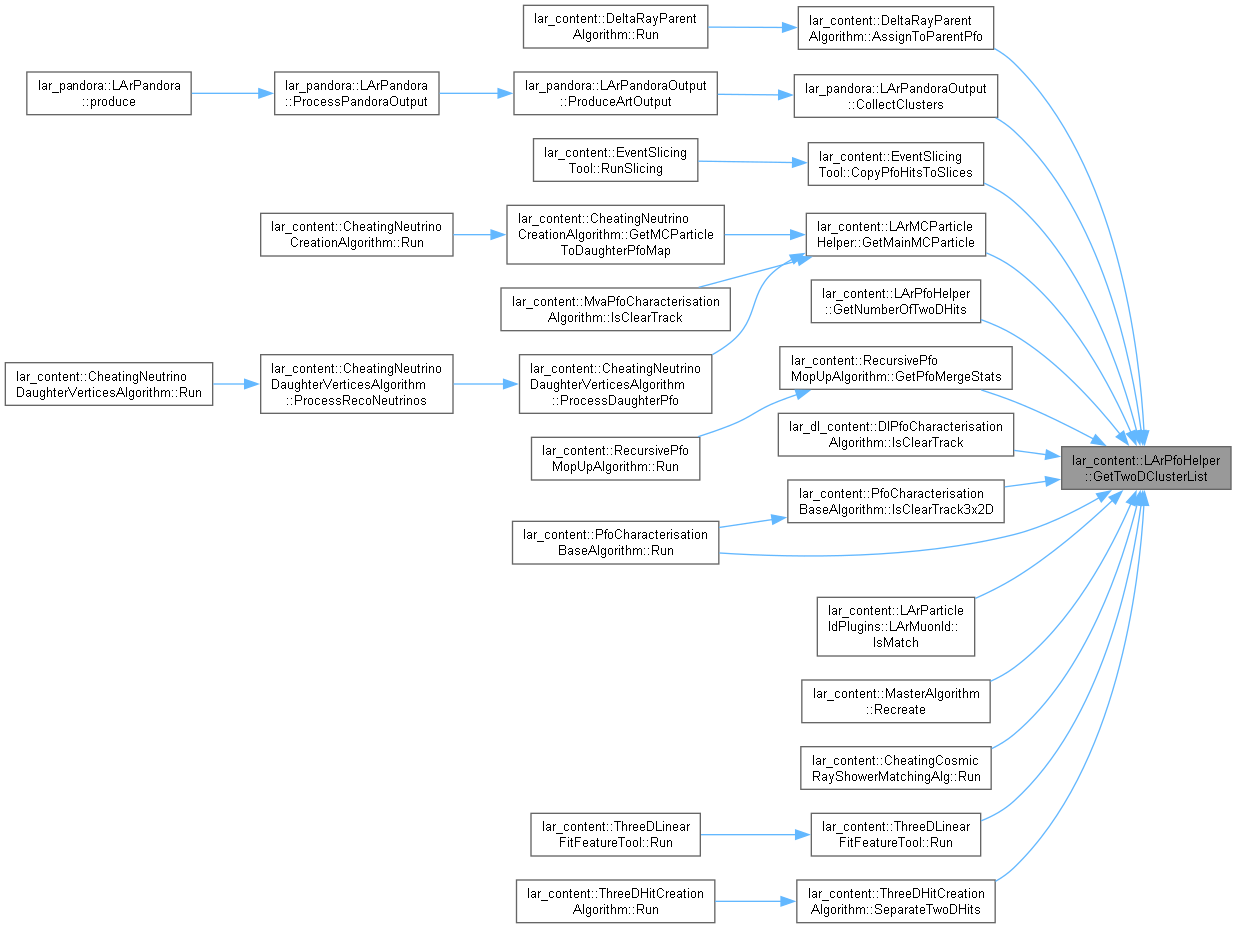 lar_content::DeltaRayParent
Algorithm::Run
lar_content::DeltaRayParent
Algorithm::AssignToParentPfo
lar_pandora::LArPandora
::produce
lar_pandora::LArPandora
::ProcessPandoraOutput
lar_pandora::LArPandoraOutput
::ProduceArtOutput
lar_pandora::LArPandoraOutput
::CollectClusters
lar_content::EventSlicing
Tool::RunSlicing
lar_content::EventSlicing
Tool::CopyPfoHitsToSlices
lar_content::CheatingNeutrino
CreationAlgorithm::Run
lar_content::CheatingNeutrino
CreationAlgorithm::GetMCParticle
ToDaughterPfoMap
lar_content::LArMCParticle
Helper::GetMainMCParticle
lar_content::MvaPfoCharacterisation
Algorithm::IsClearTrack
lar_content::LArPfoHelper
::GetNumberOfTwoDHits
lar_content::CheatingNeutrino
DaughterVerticesAlgorithm::Run
lar_content::CheatingNeutrino
DaughterVerticesAlgorithm
::ProcessRecoNeutrinos
lar_content::CheatingNeutrino
DaughterVerticesAlgorithm
::ProcessDaughterPfo
lar_content::RecursivePfo
MopUpAlgorithm::GetPfoMergeStats
lar_content::RecursivePfo
MopUpAlgorithm::Run
lar_dl_content::DlPfoCharacterisation
Algorithm::IsClearTrack
lar_content::LArPfoHelper
::GetTwoDClusterList
lar_content::PfoCharacterisation
BaseAlgorithm::IsClearTrack3x2D
lar_content::PfoCharacterisation
BaseAlgorithm::Run
lar_content::LArParticle
IdPlugins::LArMuonId::
IsMatch
lar_content::MasterAlgorithm
::Recreate
lar_content::CheatingCosmic
RayShowerMatchingAlg::Run
lar_content::ThreeDLinear
FitFeatureTool::Run
lar_content::ThreeDLinear
FitFeatureTool::Run
lar_content::ThreeDHitCreation
Algorithm::Run
lar_content::ThreeDHitCreation
Algorithm::SeparateTwoDHits